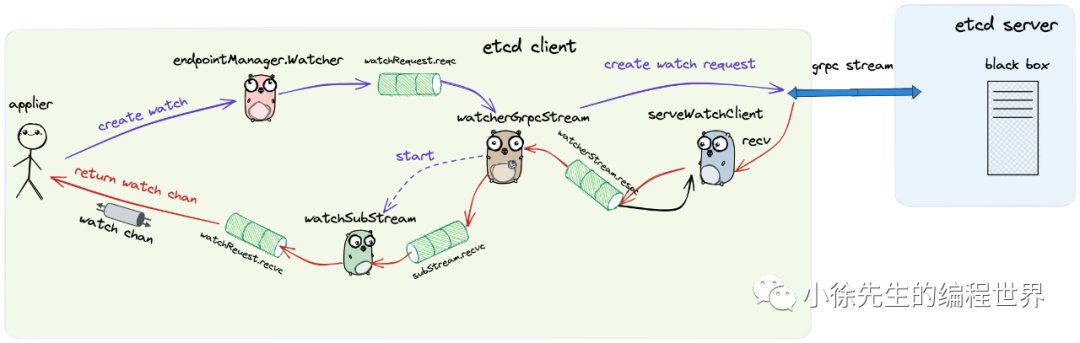 etcd client
etcd server
endpointManager.Watcher
watchRequest.reqc
create watch request
grpc stream
black box
applier
create watch
watcherGrpcStream
serveWatchClient
recv
start
watcherStream.respc
return watch chan
watch chan
watchSubStream
watchReuest.recvc
subStream.recvc
小徐先生的编程世界